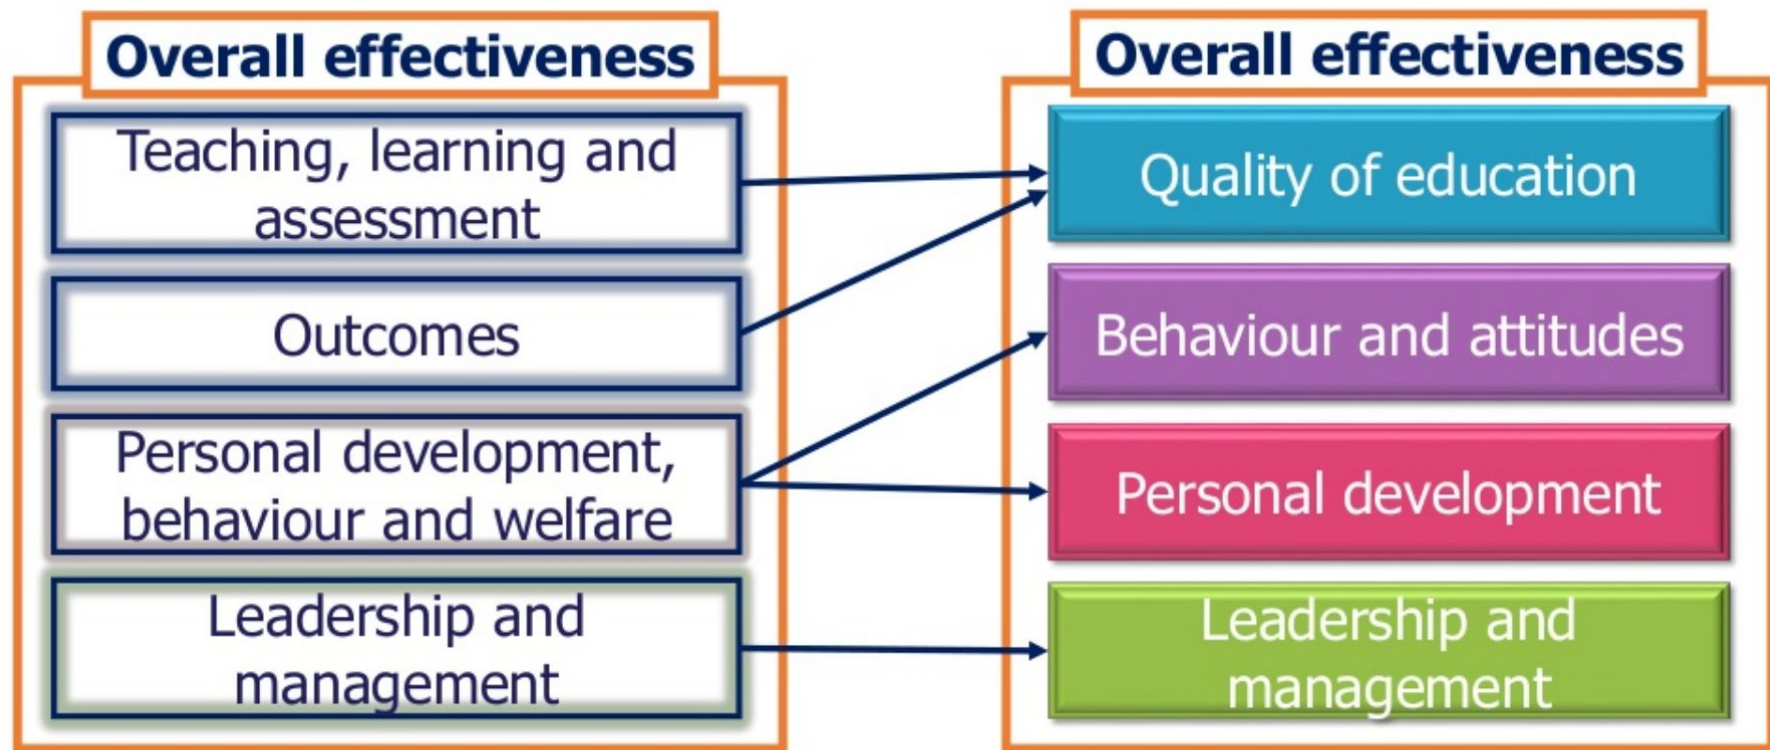 Overall effectiveness
Teaching, learning and
assessment
Outcomes
Personal development,
behaviour and welfare
Leadership and
management
Overall effectiveness
Quality of education
Behaviour and attitudes
Personal development
Leadership and
management